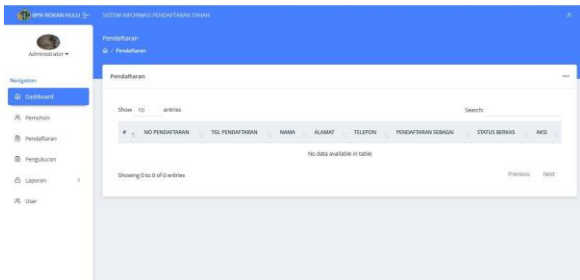 BPN ROKAN HULU
SISTEM INFORMASI PENDAFTARAN TANAH
Administrator
Pendaftaran
/ Pendaftaran
Navigation
Dashboard
Pemohon
Pendaftaran
Pengukuran
Laporan
User
Pendaftaran
Show 10 entries
Search:
# NO PENDAFTARAN TGL PENDAFTARAN NAMA ALAMAT TELEPON PENDAFTARAN SEBAGAI STATUS BERKAS AKSI
No data available in table
Showing 0 to 0 of 0 entries
Previous Next